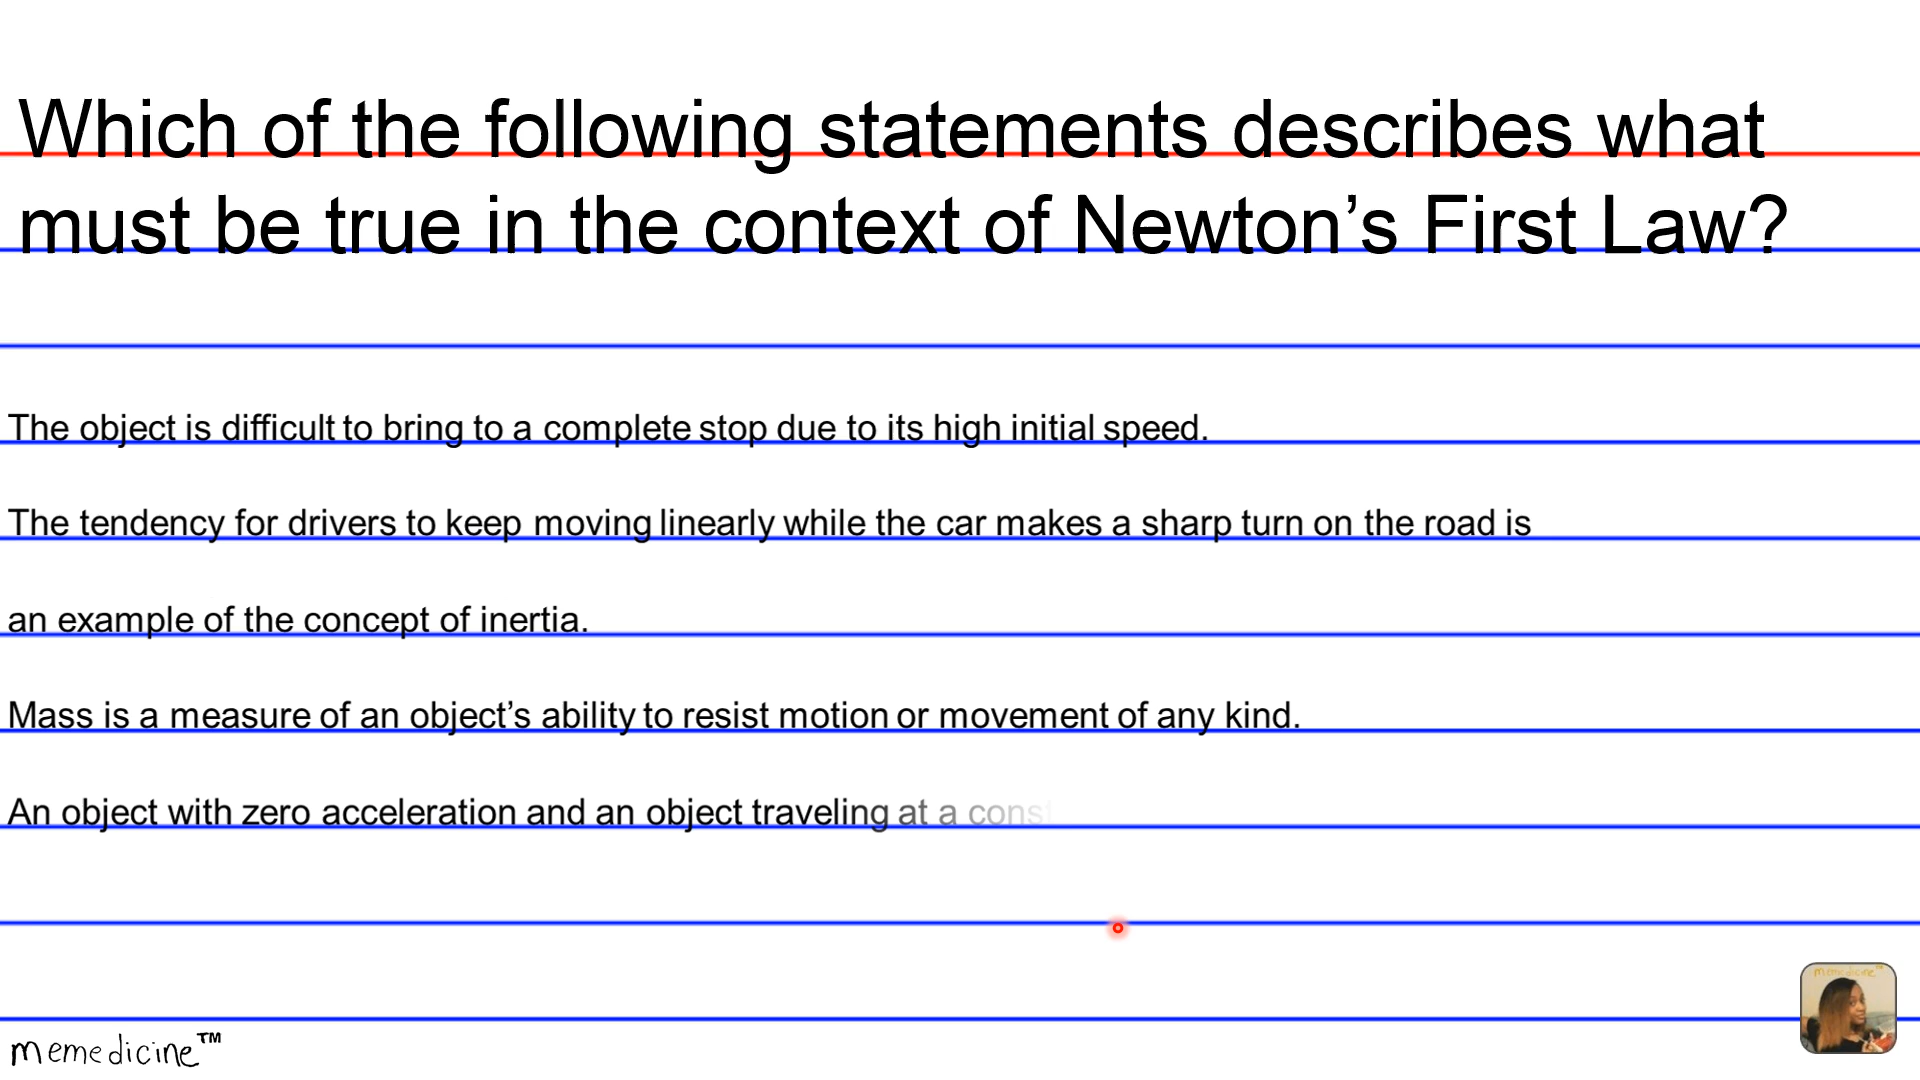 Which of the following statements describes what
must be true in the context of Newton’s First Law?
The object is difficult to bring to a complete stop due to its high initial speed.
The tendency for drivers to keep moving linearly while the car makes a sharp turn on the road is
an example of the concept of inertia.
Mass is a measure of an object’s ability to resist motion or movement of any kind.
An object with zero acceleration and an object traveling at a
memedicine™
memedicine™